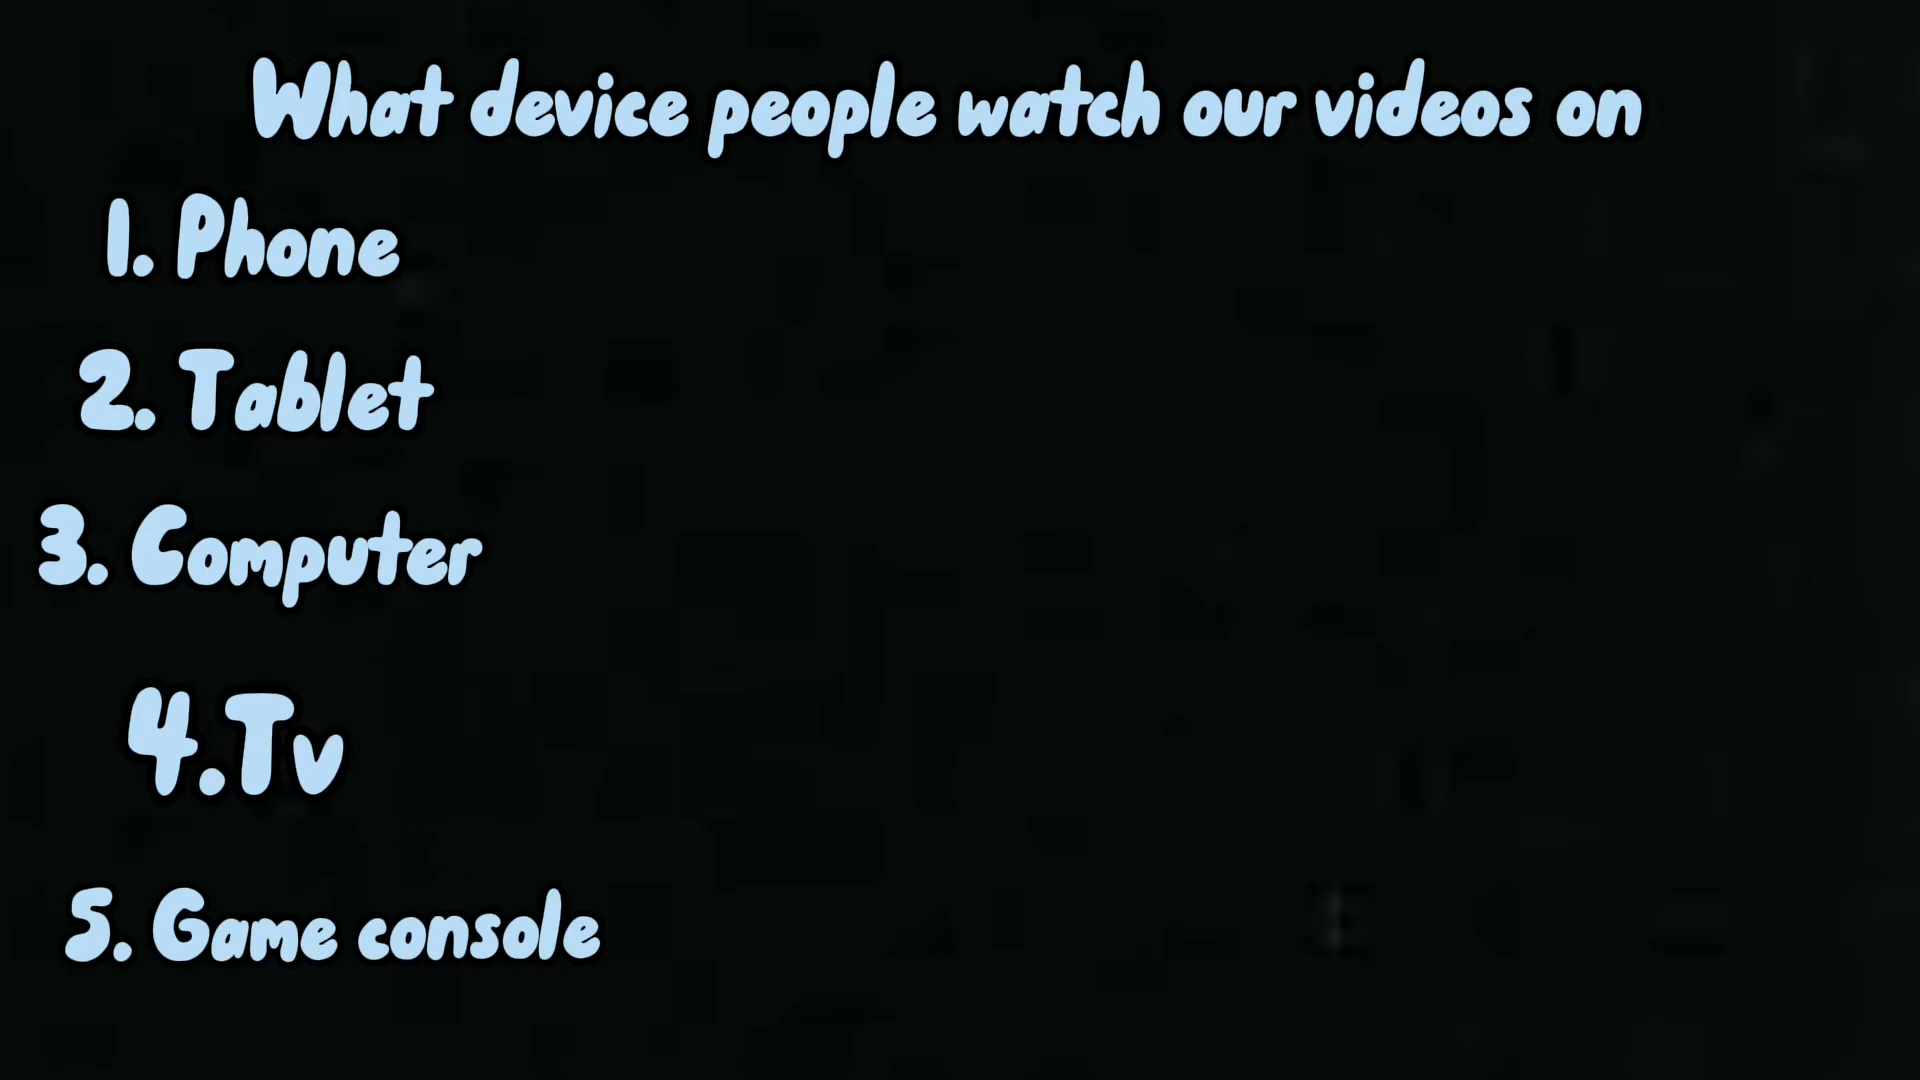 What device people watch our videos on
1. Phone
2. Tablet
3. Computer
4.Tv
5. Game console